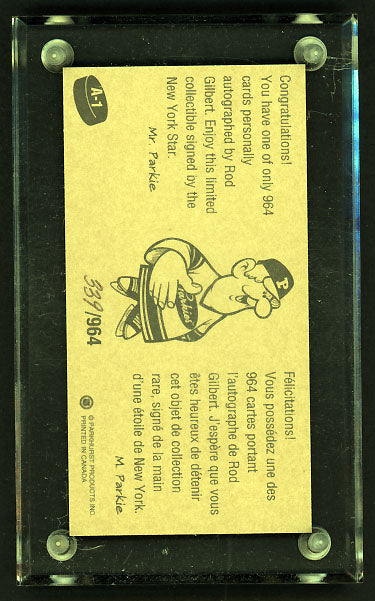 A-1
Congratulations!
You have one of only 964
cards personally
autographed by Rod
Gilbert. Enjoy this limited
collectible signed by the
New York Star.
Mr. Parkie
P
Parkies
339/964
Félicitations!
Vous possédez une des
964 cartes portant
l'autographe de Rod
Gilbert. J'espère que vous
êtes heureux de détenir
cet objet de collection
rare, signé de la main
d'une étoile de New York.
M. Parkie
© PARKHURST PRODUCTS INC.
PRINTED IN CANADA